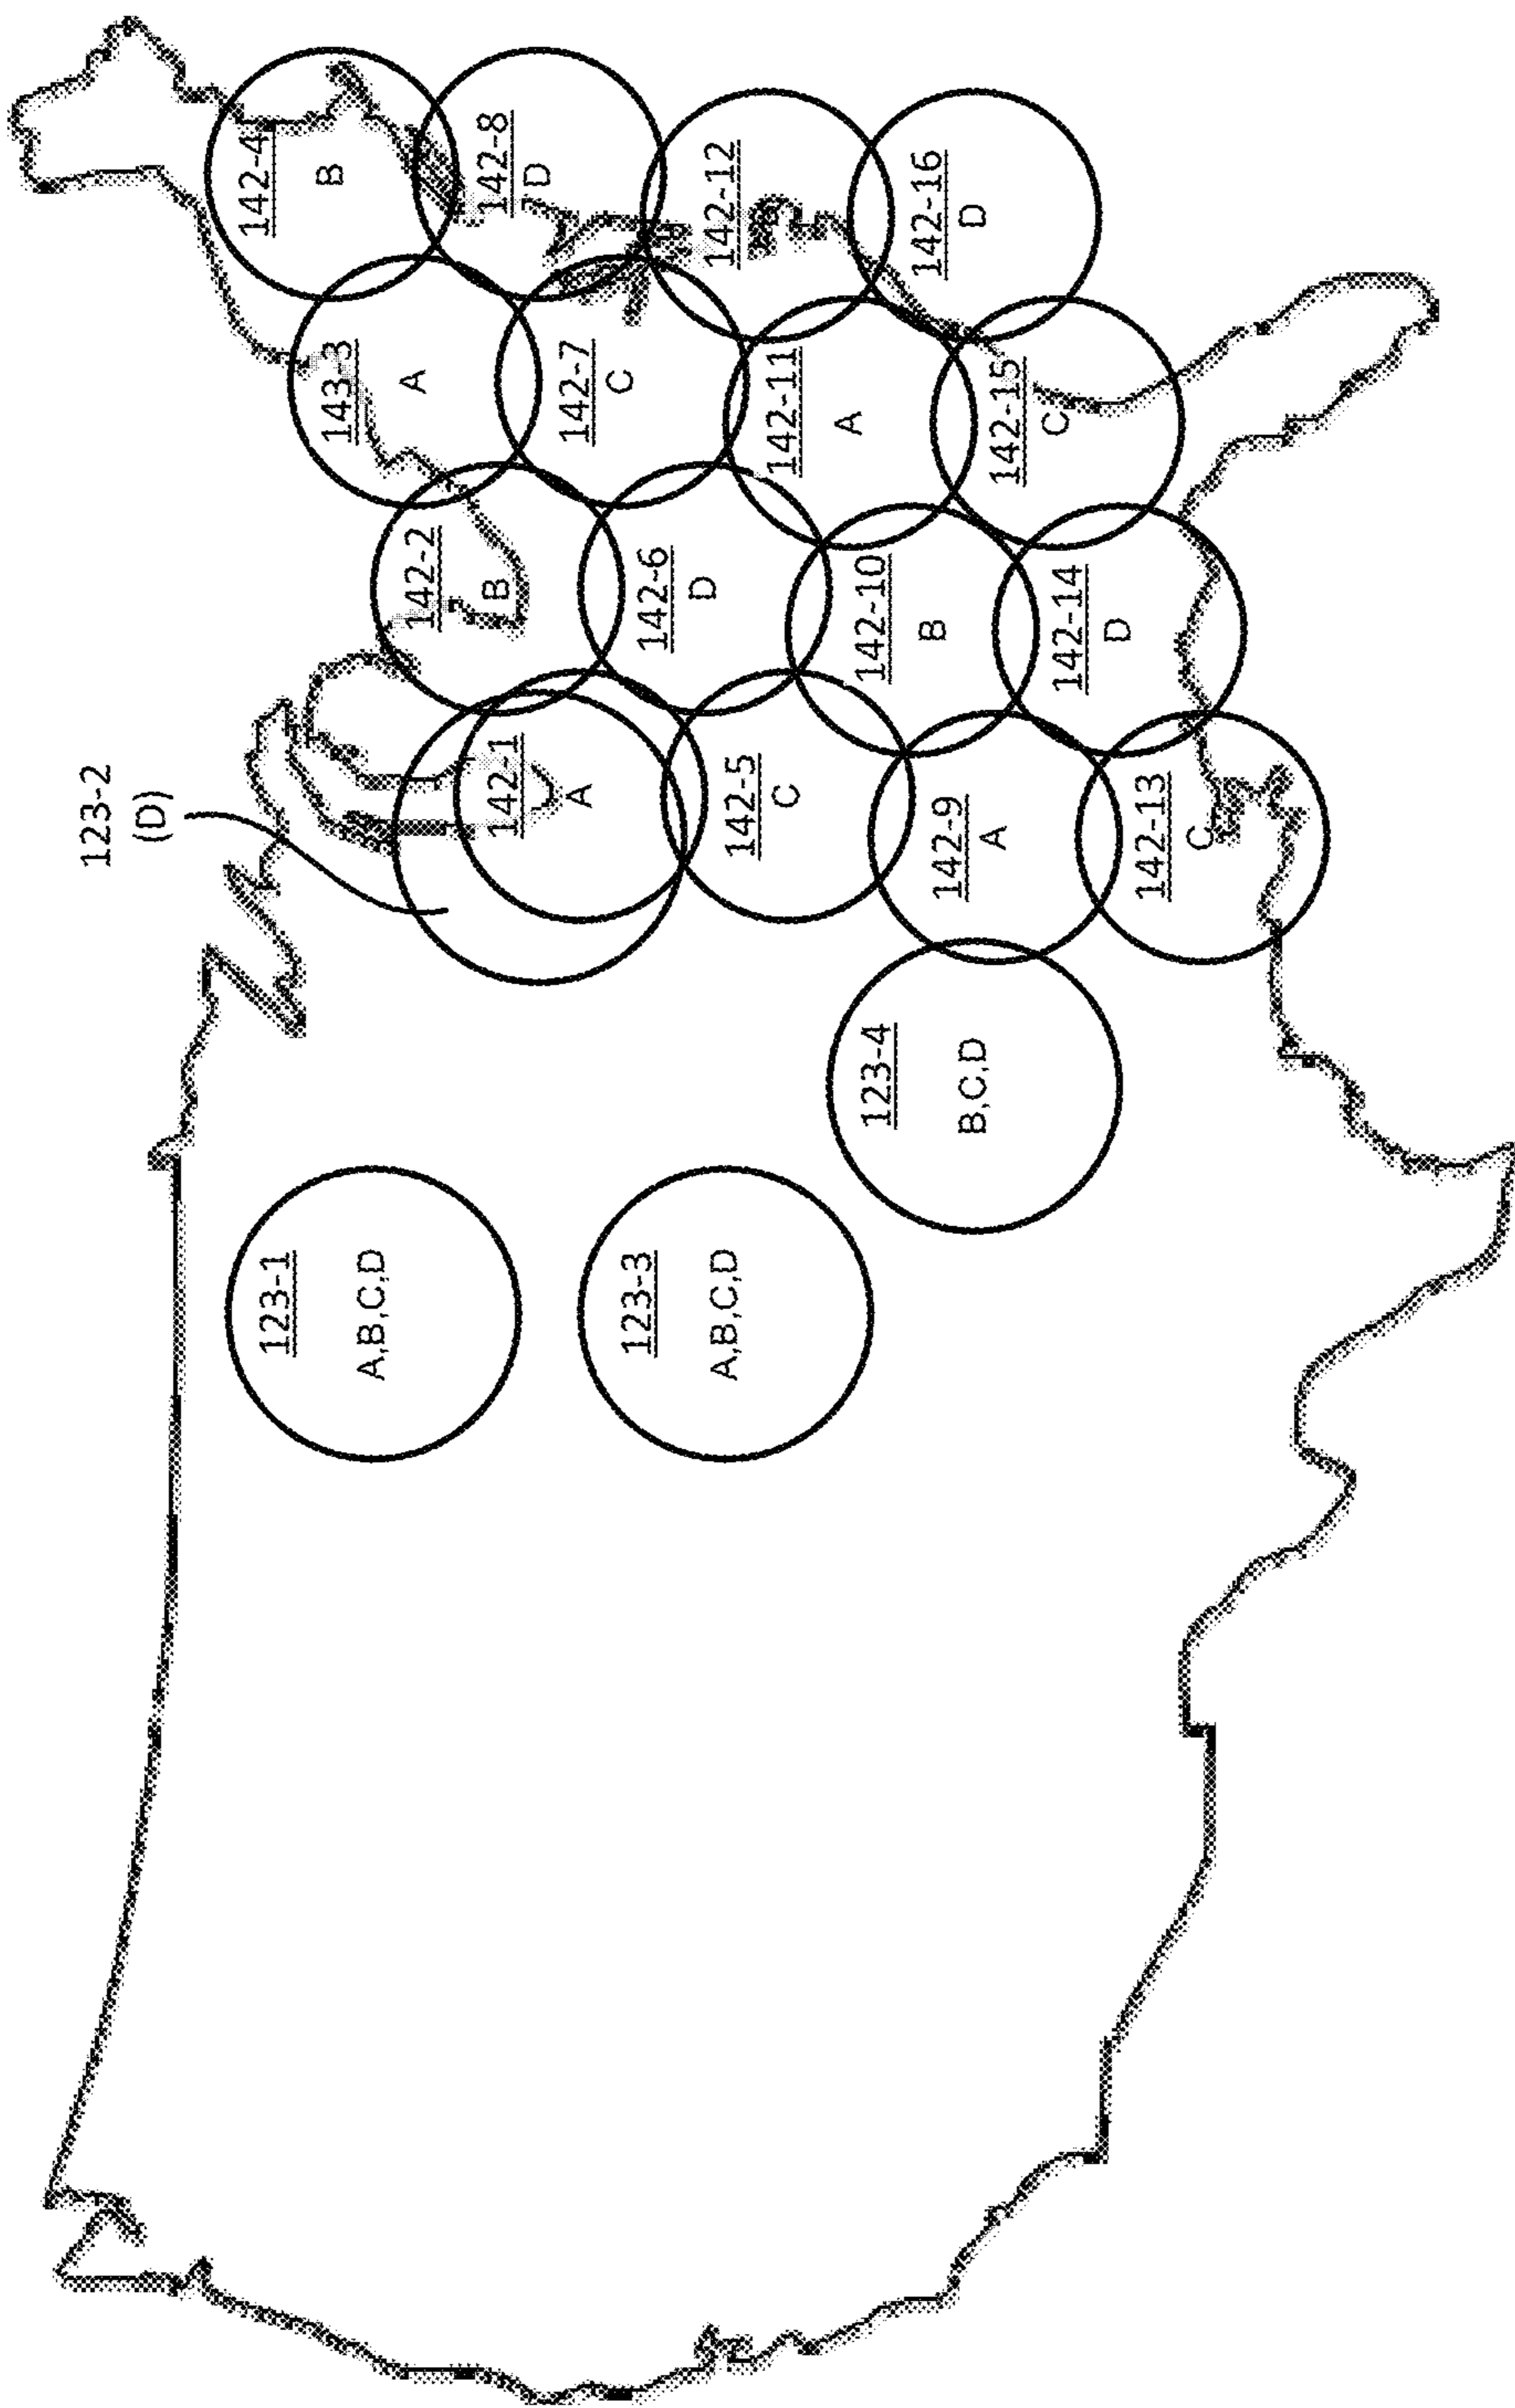 123-2
(D)
123-1
A,B,C,D
142-4
B
143-3
A
142-2
B
142-1
A
142-8
D
142-7
C
123-3
A,B,C,D
142-6
D
142-5
C
142-12
142-11
A
123-4
B,C,D
142-10
B
142-9
A
142-16
D
142-15
C
142-14
D
142-13
C